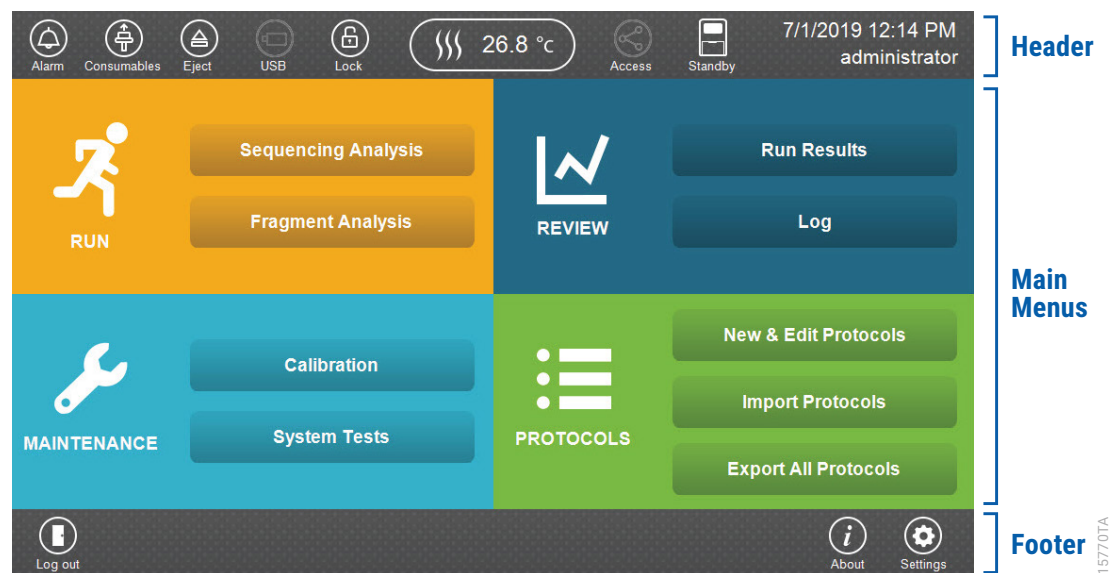 7/1/2019 12:14 PM
26.8 °c
administrator
Alarm
Consumables
Eject
USB
Lock
Access
Standby
Header
Sequencing Analysis
Fragment Analysis
RUN
Run Results
Log
REVIEW
Main
Menus
Calibration
System Tests
MAINTENANCE
New & Edit Protocols
Import Protocols
Export All Protocols
PROTOCOLS
Log out
i
About
Settings
Footer
15770TA